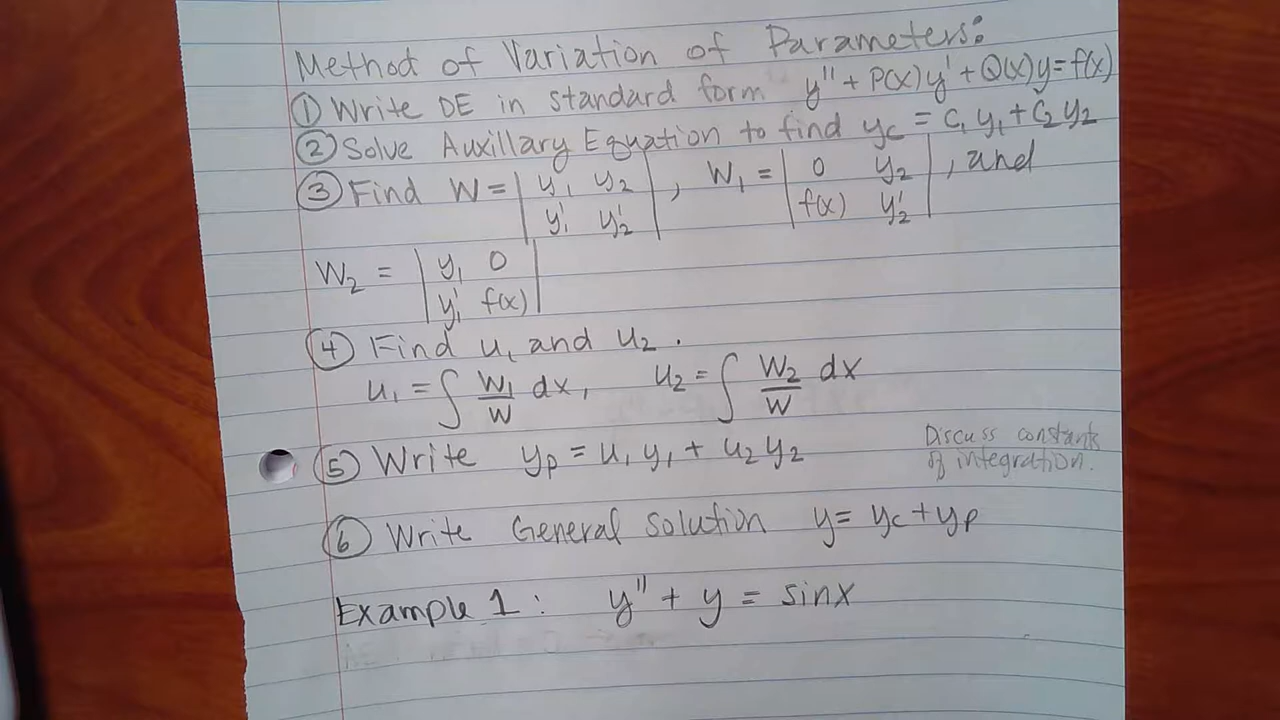 Method of Variation of Parameters:
① Write DE in standard form y'' + P(x)y' + Q(x)y = f(x)
② Solve Auxillary Equation to find yc = C₁y₁ + C₂y₂
③ Find W = | y₁ y₂ ; y₁' y₂' | , W₁ = | 0 y₂ ; f(x) y₂' | , and
W₂ = | y₁ 0 ; y₁' f(x) |
④ Find u₁ and u₂.
u₁ = ∫ W₁/W dx, u₂ = ∫ W₂/W dx
⑤ Write yp = u₁y₁ + u₂y₂
Discuss constants
of integration.
⑥ Write General Solution y = yc + yp
Example 1: y'' + y = sinx